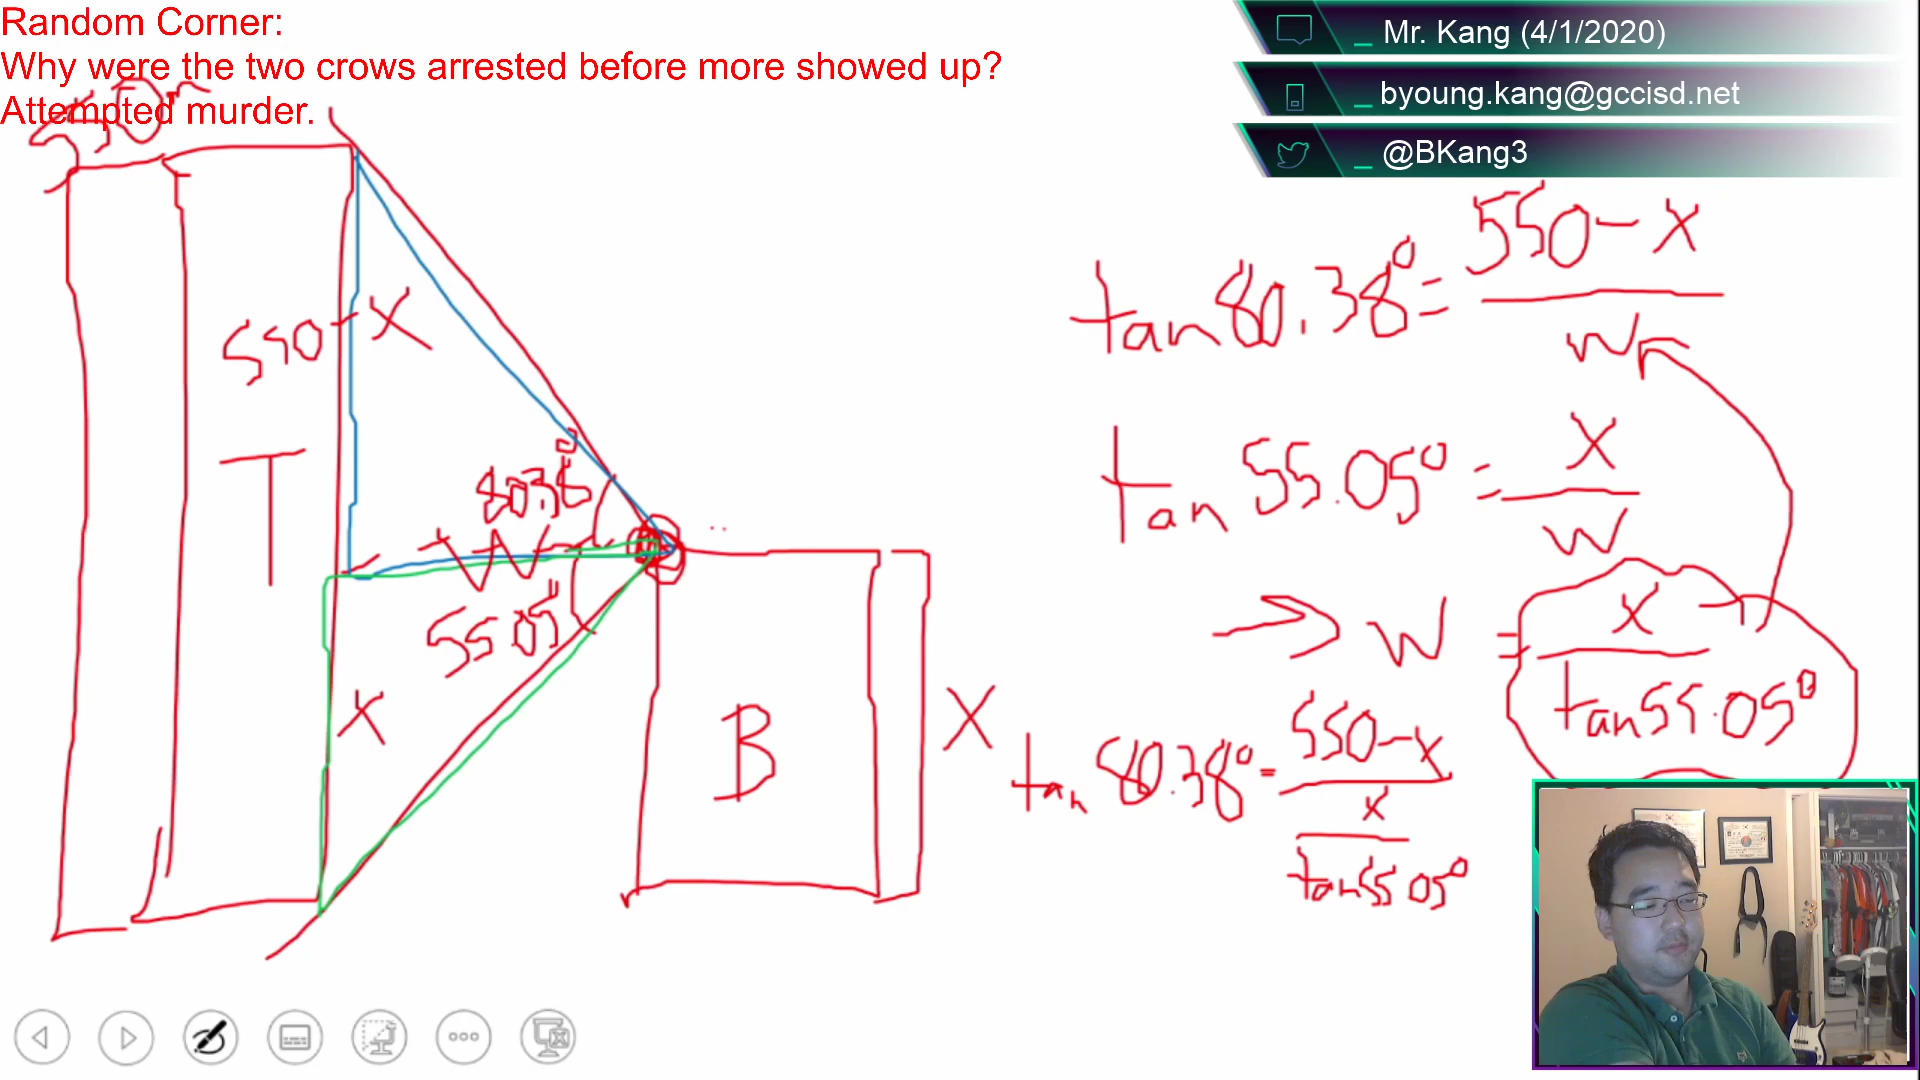 Random Corner:
Why were the two crows arrested before more showed up?
Attempted murder.
_ Mr. Kang (4/1/2020)
_ byoung.kang@gccisd.net
_ @BKang3
550m
550-X
T
80.38°
W
55.05°
X
B
X
tan 80.38° = 550-X
W
tan 55.05° = X
W
→ W = X
tan 55.05°
tan 80.38° = 550-X
X
tan 55.05°